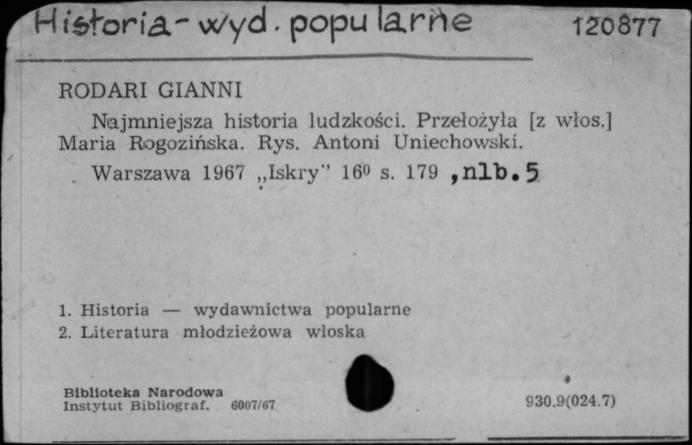 Historia - wyd. popularne 120877
RODARI GIANNI
Najmniejsza historia ludzkości. Przełożyła [z włos.]
Maria Rogozińska. Rys. Antoni Uniechowski.
Warszawa 1967 „Iskry" 16⁰ s. 179 ,nlb.5
1. Historia — wydawnictwa popularne
2. Literatura młodzieżowa włoska
Biblioteka Narodowa
Instytut Bibliograf. 6007/67 930.9(024.7)